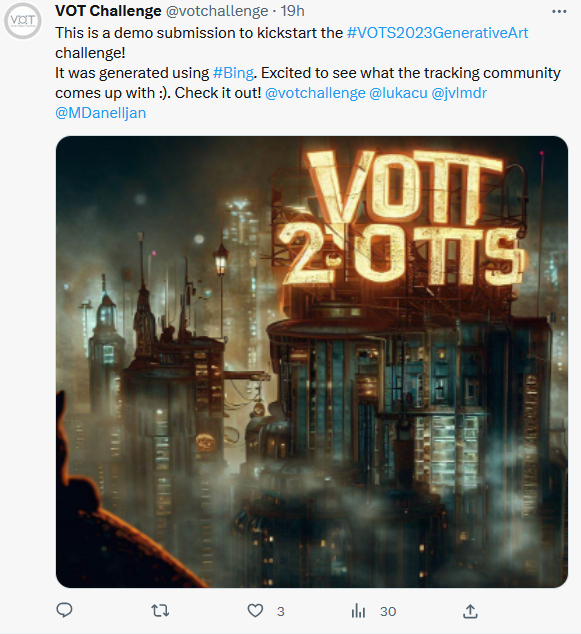 VOT
VOT Challenge @votchallenge · 19h
This is a demo submission to kickstart the #VOTS2023GenerativeArt
challenge!
It was generated using #Bing. Excited to see what the tracking community
comes up with :). Check it out! @votchallenge @lukacu @jvlmdr
@MDanelljan
VOTT
2·OTTS
3
30